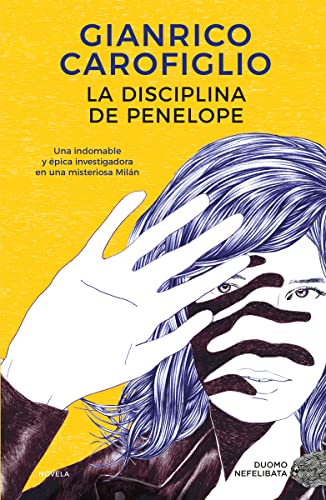 GIANRICO
CAROFIGLIO
LA DISCIPLINA
DE PENELOPE
Una indomable
y épica investigadora
en una misteriosa Milán
DUOMO
NEFELIBATA
NOVELA